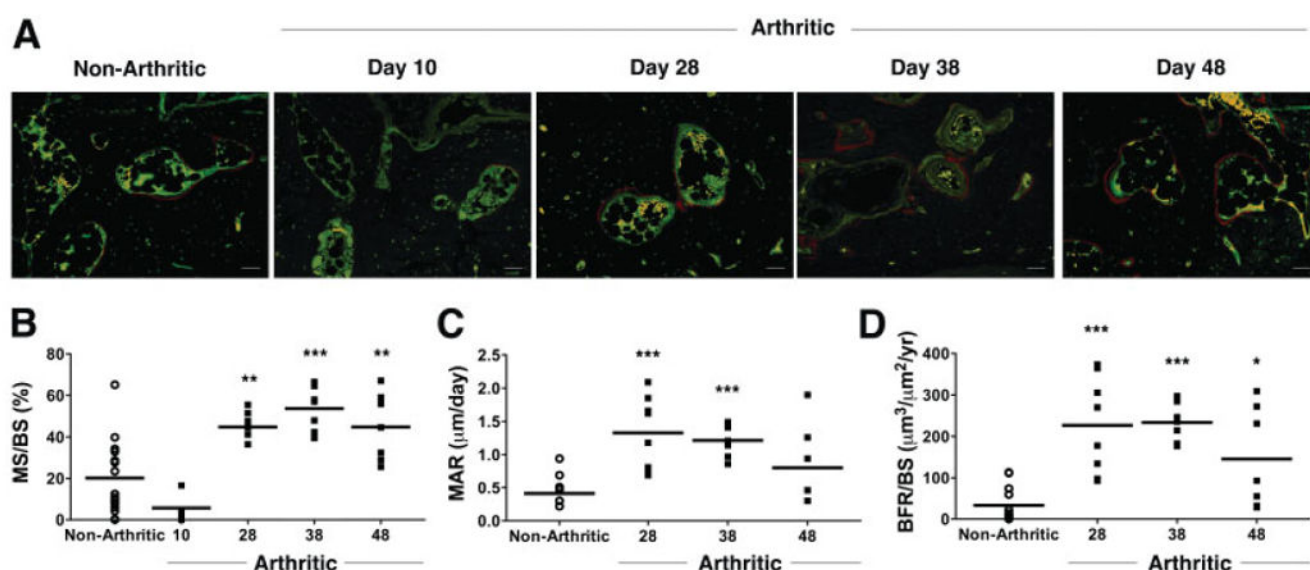 A
Arthritic
Non-Arthritic Day 10 Day 28 Day 38 Day 48
B
MS/BS (%)
80
60
40
20
0
** *** **
Non-Arthritic 10 28 38 48
Arthritic
C
MAR (μm/day)
2.5
2.0
1.5
1.0
0.5
0.0
*** ***
Non-Arthritic 28 38 48
Arthritic
D
BFR/BS (μm³/μm²/yr)
400
300
200
100
0
*** *** *
Non-Arthritic 28 38 48
Arthritic